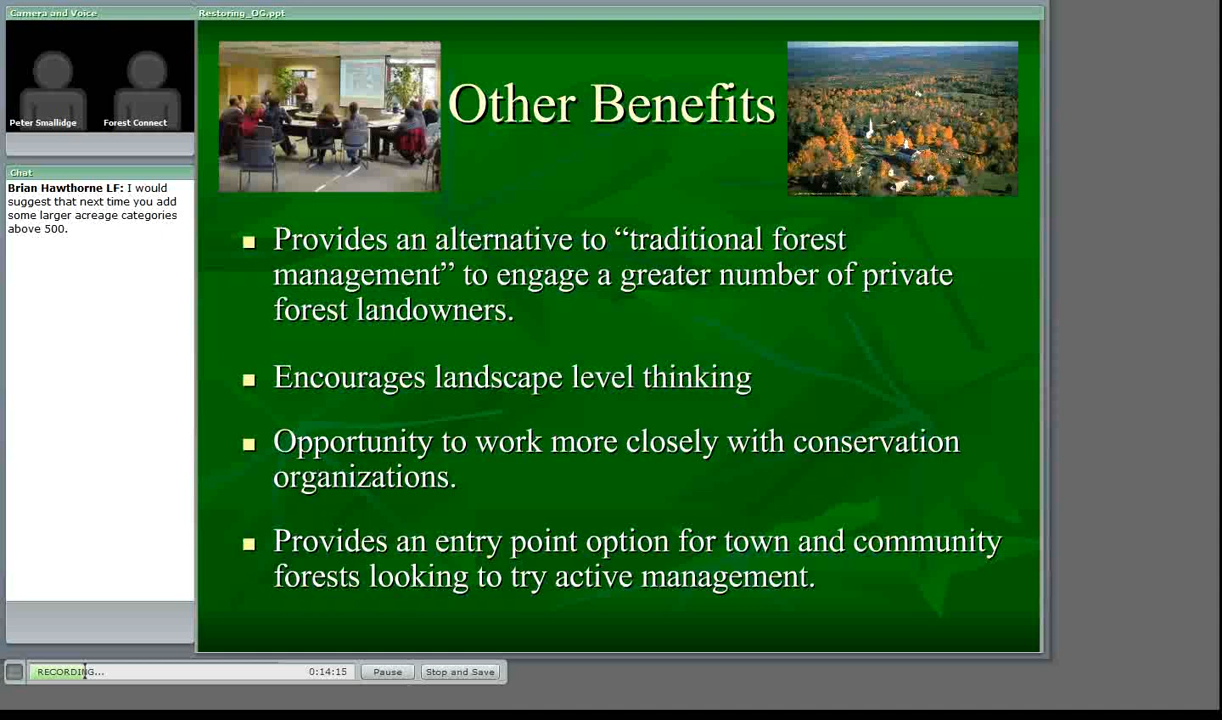 Camera and Voice
Restoring_OG.ppt
Peter Smallidge
Forest Connect
Chat
Brian Hawthorne LF: I would
suggest that next time you add
some larger acreage categories
above 500.
Other Benefits
Provides an alternative to “traditional forest
management” to engage a greater number of private
forest landowners.
Encourages landscape level thinking
Opportunity to work more closely with conservation
organizations.
Provides an entry point option for town and community
forests looking to try active management.
RECORDING...
0:14:15
Pause
Stop and Save